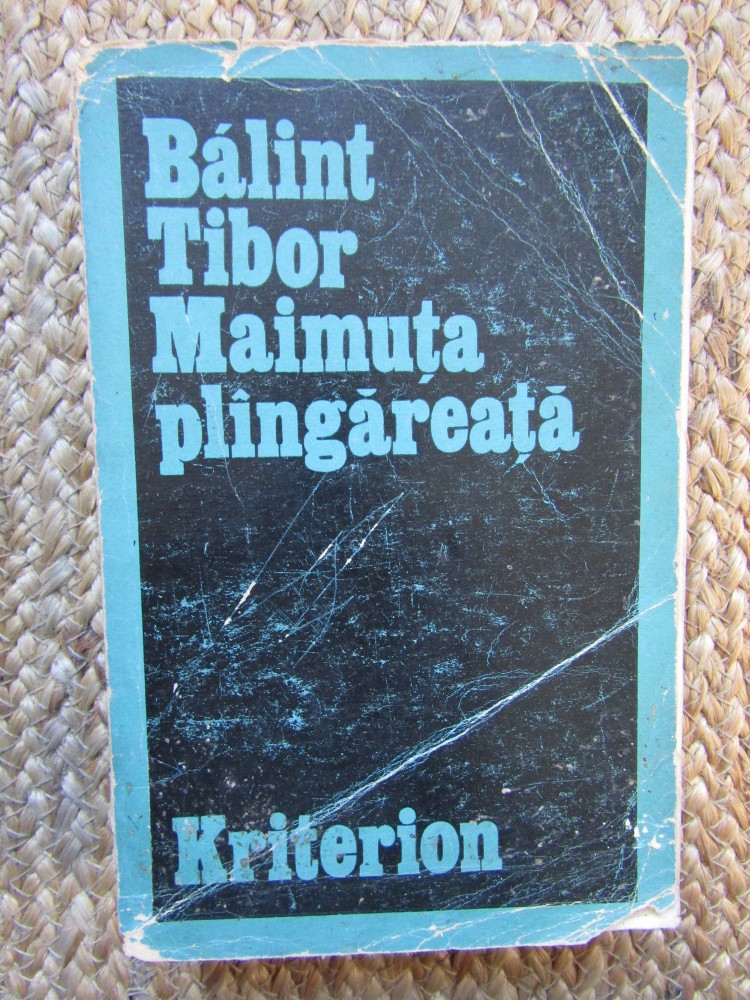 Bálint
Tibor
Maimuța
plîngăreață
Kriterion